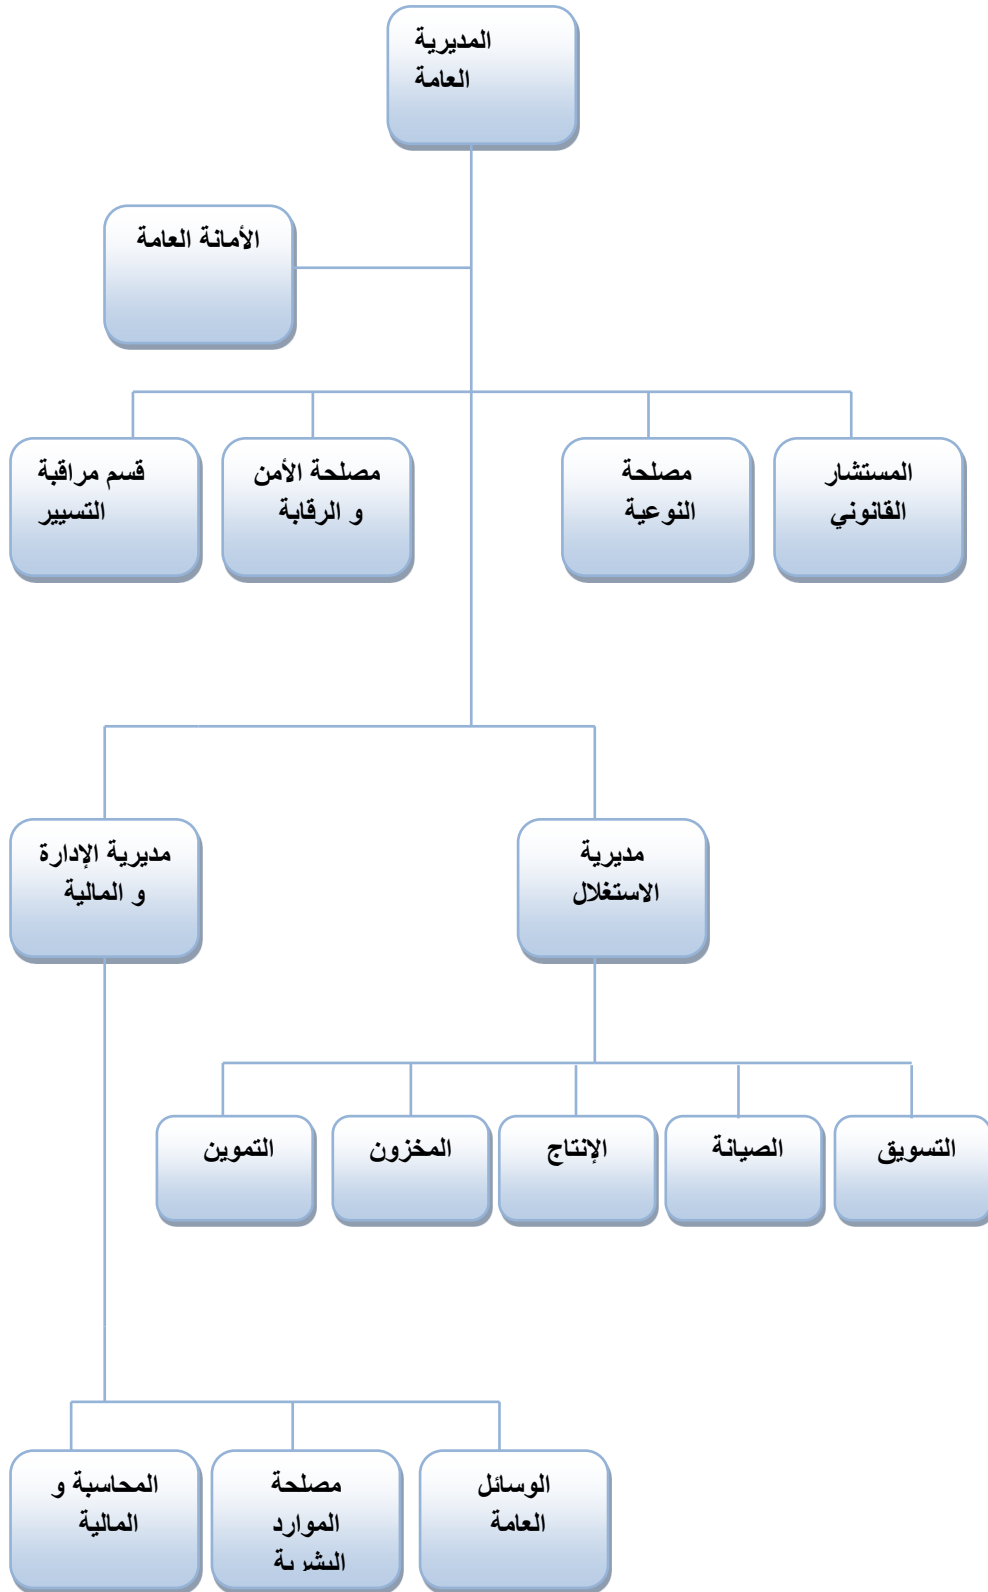 المديرية
العامة
الأمانة العامة
المستشار
القانوني
مصلحة
النوعية
مصلحة الأمن
و الرقابة
قسم مراقبة
التسيير
مديرية
الاستغلال
مديرية الإدارة
و المالية
التسويق
الصيانة
الإنتاج
المخزون
التموين
الوسائل
العامة
مصلحة
الموارد
البشرية
المحاسبة و
المالية